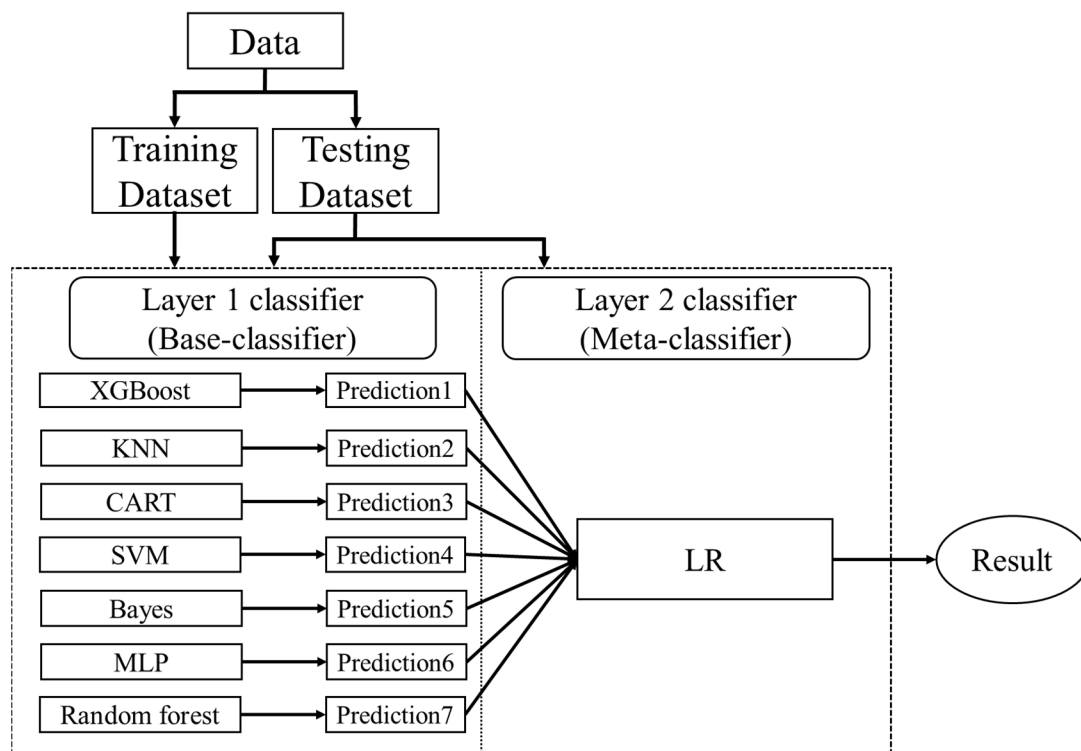 Data
Training
Dataset
Testing
Dataset
Layer 1 classifier
(Base-classifier)
Layer 2 classifier
(Meta-classifier)
XGBoost
Prediction1
KNN
Prediction2
CART
Prediction3
SVM
Prediction4
Bayes
Prediction5
MLP
Prediction6
Random forest
Prediction7
LR
Result